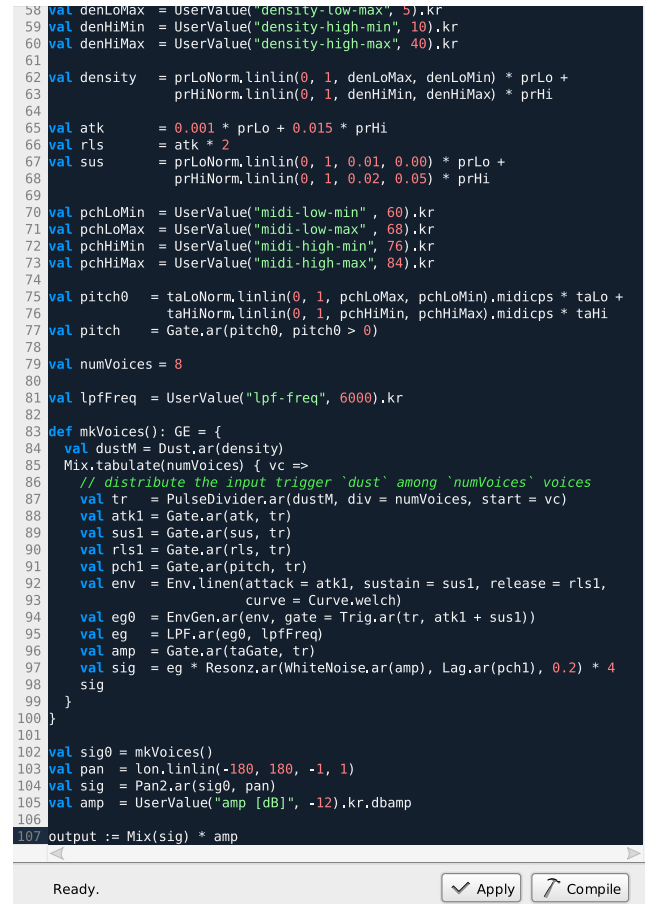 58 val denLoMax  = UserValue("density-low-max", 5).kr
59 val denHiMin  = UserValue("density-high-min", 10).kr
60 val denHiMax  = UserValue("density-high-max", 40).kr
61
62 val density   = prLoNorm.linlin(0, 1, denLoMax, denLoMin) * prLo +
63                 prHiNorm.linlin(0, 1, denHiMin, denHiMax) * prHi
64
65 val atk       = 0.001 * prLo + 0.015 * prHi
66 val rls       = atk * 2
67 val sus       = prLoNorm.linlin(0, 1, 0.01, 0.00) * prLo +
68                 prHiNorm.linlin(0, 1, 0.02, 0.05) * prHi
69
70 val pchLoMin  = UserValue("midi-low-min" , 60).kr
71 val pchLoMax  = UserValue("midi-low-max" , 68).kr
72 val pchHiMin  = UserValue("midi-high-min", 76).kr
73 val pchHiMax  = UserValue("midi-high-max", 84).kr
74
75 val pitch0   = taLoNorm.linlin(0, 1, pchLoMax, pchLoMin).midicps * taLo +
76                taHiNorm.linlin(0, 1, pchHiMin, pchHiMax).midicps * taHi
77 val pitch    = Gate.ar(pitch0, pitch0 > 0)
78
79 val numVoices = 8
80
81 val lpfFreq  = UserValue("lpf-freq", 6000).kr
82
83 def mkVoices(): GE = {
84   val dustM = Dust.ar(density)
85   Mix.tabulate(numVoices) { vc =>
86     // distribute the input trigger `dust` among `numVoices` voices
87     val tr   = PulseDivider.ar(dustM, div = numVoices, start = vc)
88     val atk1 = Gate.ar(atk, tr)
89     val sus1 = Gate.ar(sus, tr)
90     val rls1 = Gate.ar(rls, tr)
91     val pch1 = Gate.ar(pitch, tr)
92     val env  = Env.linen(attack = atk1, sustain = sus1, release = rls1,
93                          curve = Curve.welch)
94     val eg0  = EnvGen.ar(env, gate = Trig.ar(tr, atk1 + sus1))
95     val eg   = LPF.ar(eg0, lpfFreq)
96     val amp  = Gate.ar(taGate, tr)
97     val sig  = eg * Resonz.ar(WhiteNoise.ar(amp), Lag.ar(pch1), 0.2) * 4
98     sig
99   }
100 }
101
102 val sig0 = mkVoices()
103 val pan  = lon.linlin(-180, 180, -1, 1)
104 val sig  = Pan2.ar(sig0, pan)
105 val amp  = UserValue("amp [dB]", -12).kr.dbamp
106
107 output := Mix(sig) * amp
Ready. Apply Compile